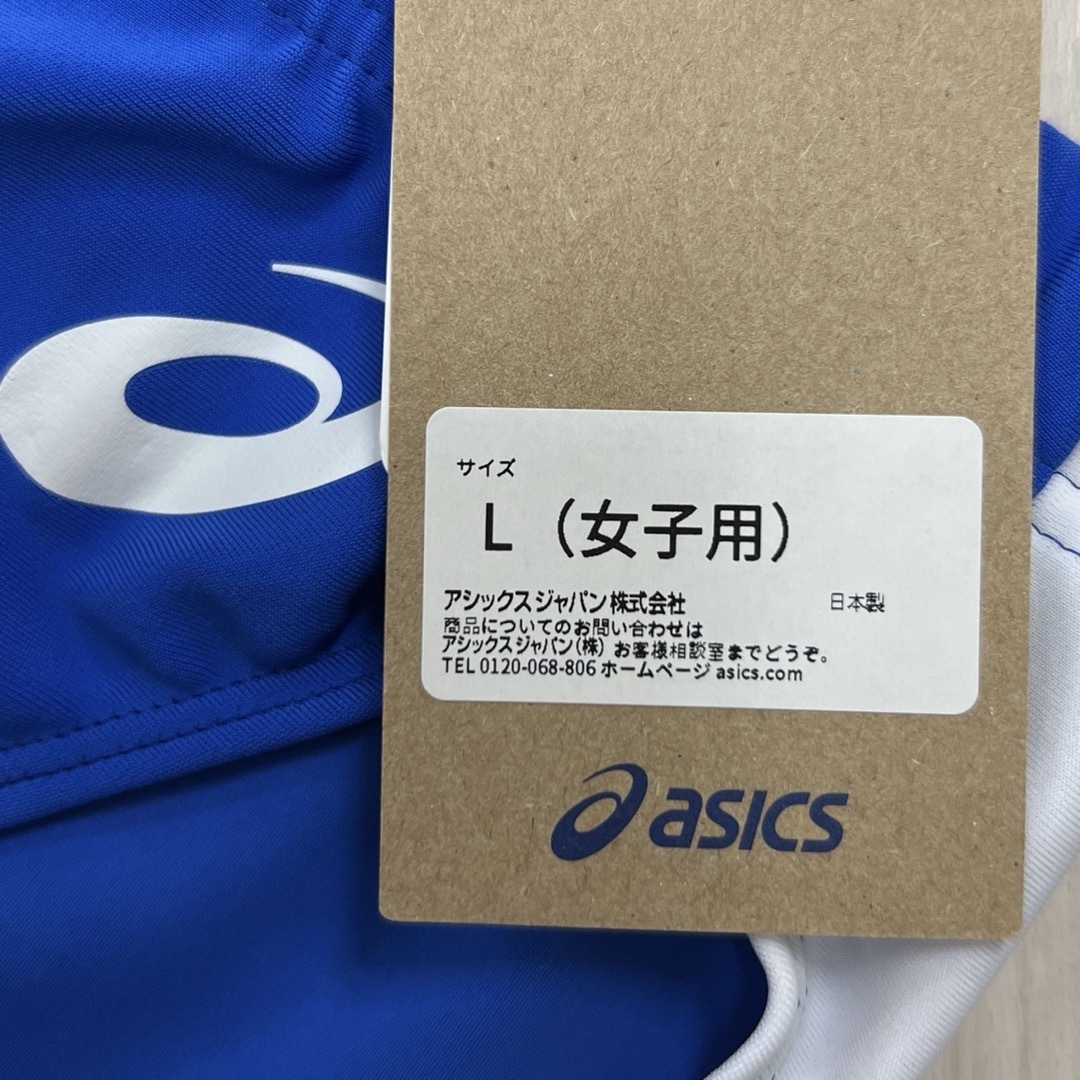 サイズ
L（女子用）
アシックスジャパン株式会社 日本製
商品についてのお問い合わせは
アシックスジャパン（株）お客様相談室までどうぞ。
TEL 0120-068-806 ホームページ asics.com
asics